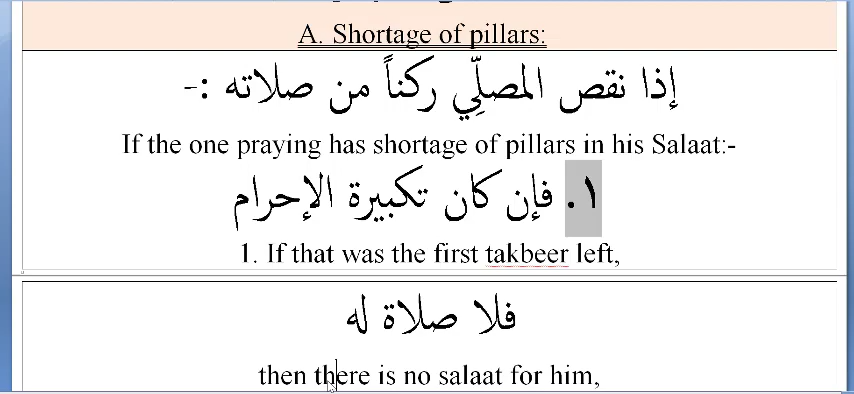 A. Shortage of pillars:
إذا نقص المصلِّي ركناً من صلاته :-
If the one praying has shortage of pillars in his Salaat:-
١. فإن كان تكبيرة الإحرام
1. If that was the first takbeer left,
فلا صلاة له
then there is no salaat for him,